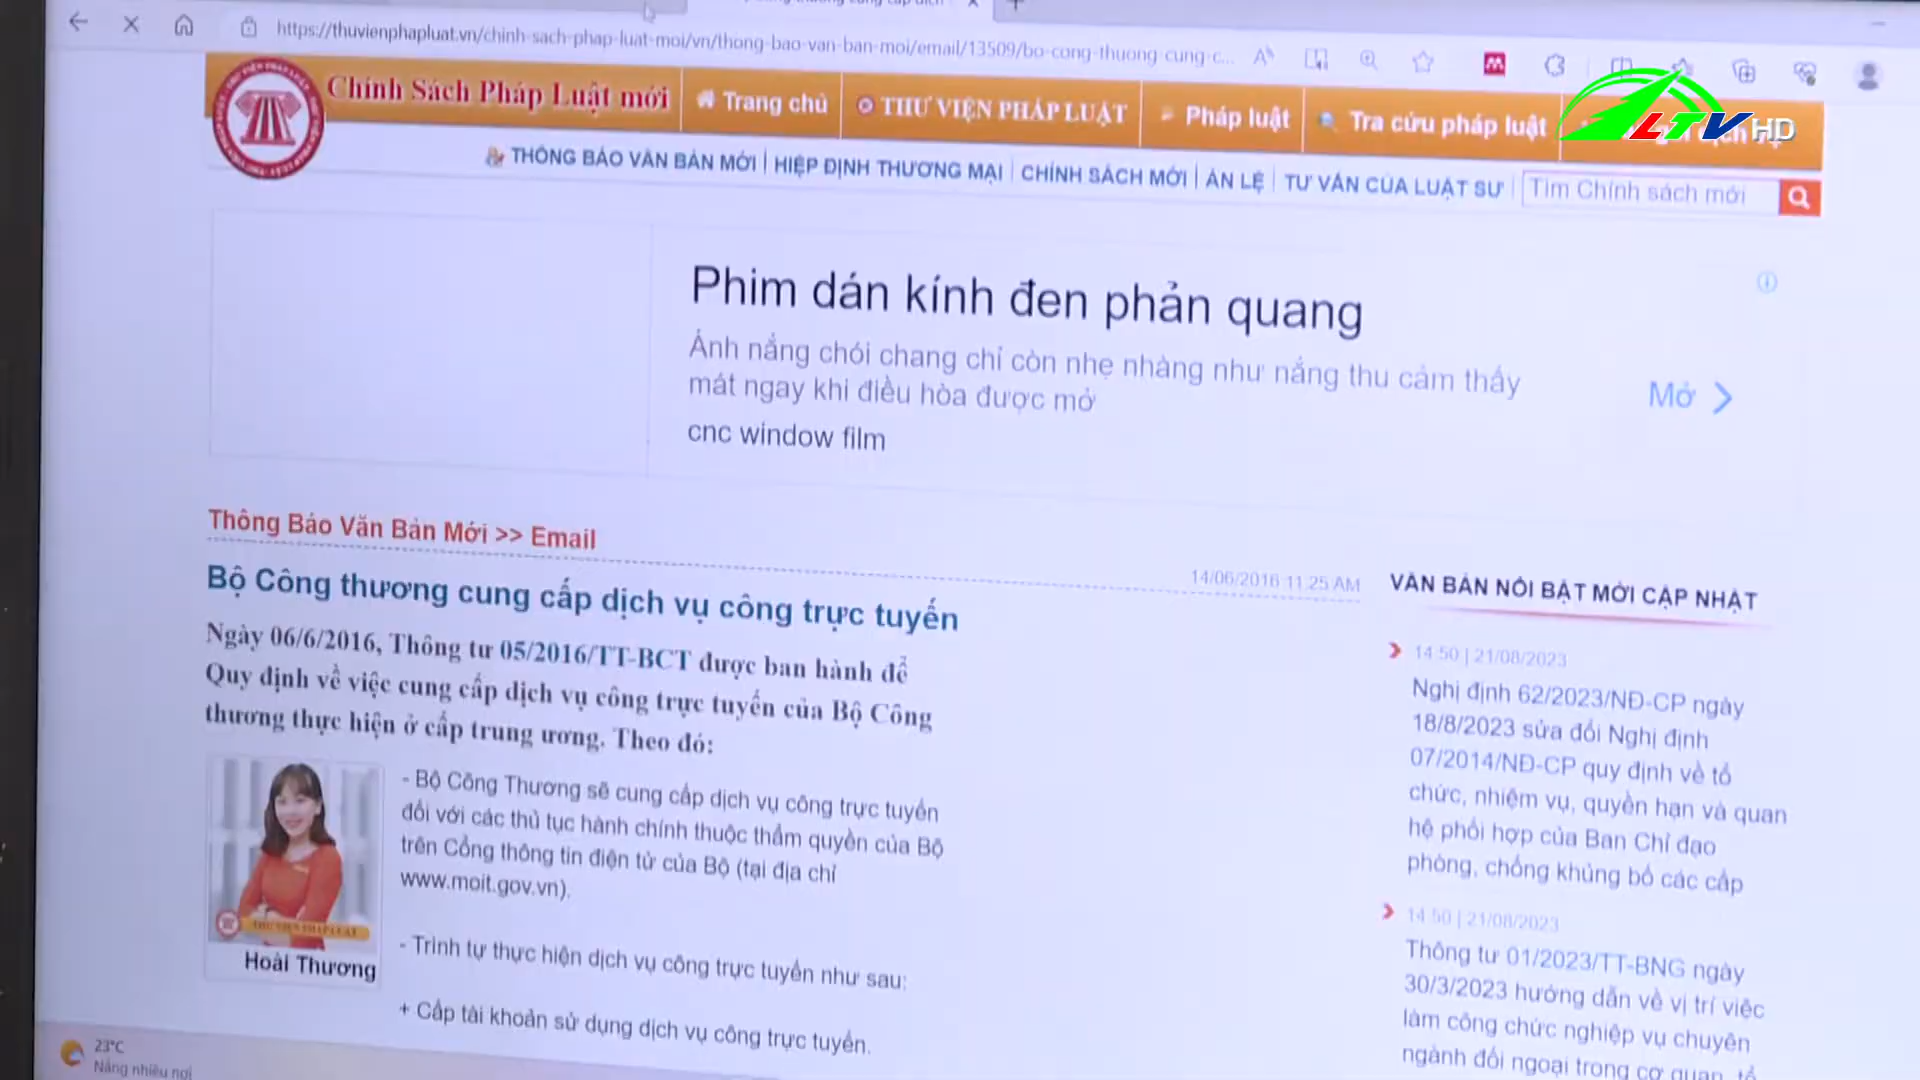 https://thuvienphapluat.vn/chinh-sach-phap-luat-moi/vn/thong-bao-van-ban-moi/email/13509/bo-cong-thuong-cung-c...
Chính Sách Pháp Luật mới
Trang chủ
THƯ VIỆN PHÁP LUẬT
Pháp luật
Tra cứu pháp luật
LTV HD
THÔNG BÁO VĂN BẢN MỚI | HIỆP ĐỊNH THƯƠNG MẠI | CHÍNH SÁCH MỚI | ÁN LỆ | TƯ VẤN CỦA LUẬT SƯ
Tìm Chính sách mới
Phim dán kính đen phản quang
Ánh nắng chói chang chỉ còn nhẹ nhàng như nắng thu cảm thấy
mát ngay khi điều hòa được mở
cnc window film
Mở
Thông Báo Văn Bản Mới >> Email
14/06/2016 11:25 AM
Bộ Công thương cung cấp dịch vụ công trực tuyến
Ngày 06/6/2016, Thông tư 05/2016/TT-BCT được ban hành để
Quy định về việc cung cấp dịch vụ công trực tuyến của Bộ Công
thương thực hiện ở cấp trung ương. Theo đó:
- Bộ Công Thương sẽ cung cấp dịch vụ công trực tuyến
đối với các thủ tục hành chính thuộc thẩm quyền của Bộ
trên Cổng thông tin điện tử của Bộ (tại địa chỉ
www.moit.gov.vn).
- Trình tự thực hiện dịch vụ công trực tuyến như sau:
+ Cấp tài khoản sử dụng dịch vụ công trực tuyến.
THƯ VIỆN PHÁP LUẬT
Hoài Thương
VĂN BẢN NỔI BẬT MỚI CẬP NHẬT
14:50 | 21/08/2023
Nghị định 62/2023/NĐ-CP ngày
18/8/2023 sửa đổi Nghị định
07/2014/NĐ-CP quy định về tổ
chức, nhiệm vụ, quyền hạn và quan
hệ phối hợp của Ban Chỉ đạo
phòng, chống khủng bố các cấp
14:50 | 21/08/2023
Thông tư 01/2023/TT-BNG ngày
30/3/2023 hướng dẫn về vị trí việc
làm công chức nghiệp vụ chuyên
ngành đối ngoại trong cơ quan, tổ
23°C
Nắng nhiều nơi